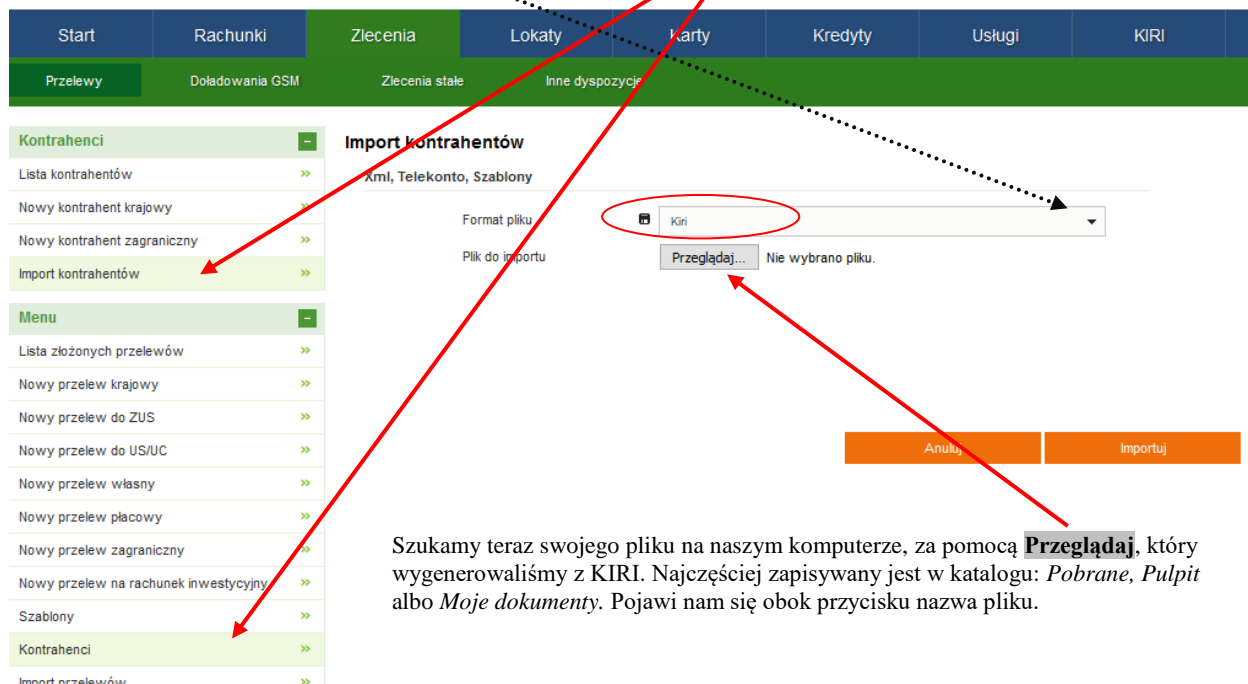 Start Rachunki Zlecenia Lokaty Karty Kredyty Usługi KIRI
Przelewy Doładowania GSM Zlecenia stałe Inne dyspozycje
Kontrahenci
Lista kontrahentów
Nowy kontrahent krajowy
Nowy kontrahent zagraniczny
Import kontrahentów
Menu
Lista złożonych przelewów
Nowy przelew krajowy
Nowy przelew do ZUS
Nowy przelew do US/UC
Nowy przelew własny
Nowy przelew płacowy
Nowy przelew zagraniczny
Nowy przelew na rachunek inwestycyjny
Szablony
Kontrahenci
Import przelewów
Import kontrahentów
Xml, Telekonto, Szablony
Format pliku Kiri
Plik do importu Przeglądaj... Nie wybrano pliku.
Anuluj Importuj
Szukamy teraz swojego pliku na naszym komputerze, za pomocą Przeglądaj, który
wygenerowaliśmy z KIRI. Najczęściej zapisywany jest w katalogu: Pobrane, Pulpit
albo Moje dokumenty. Pojawi nam się obok przycisku nazwa pliku.